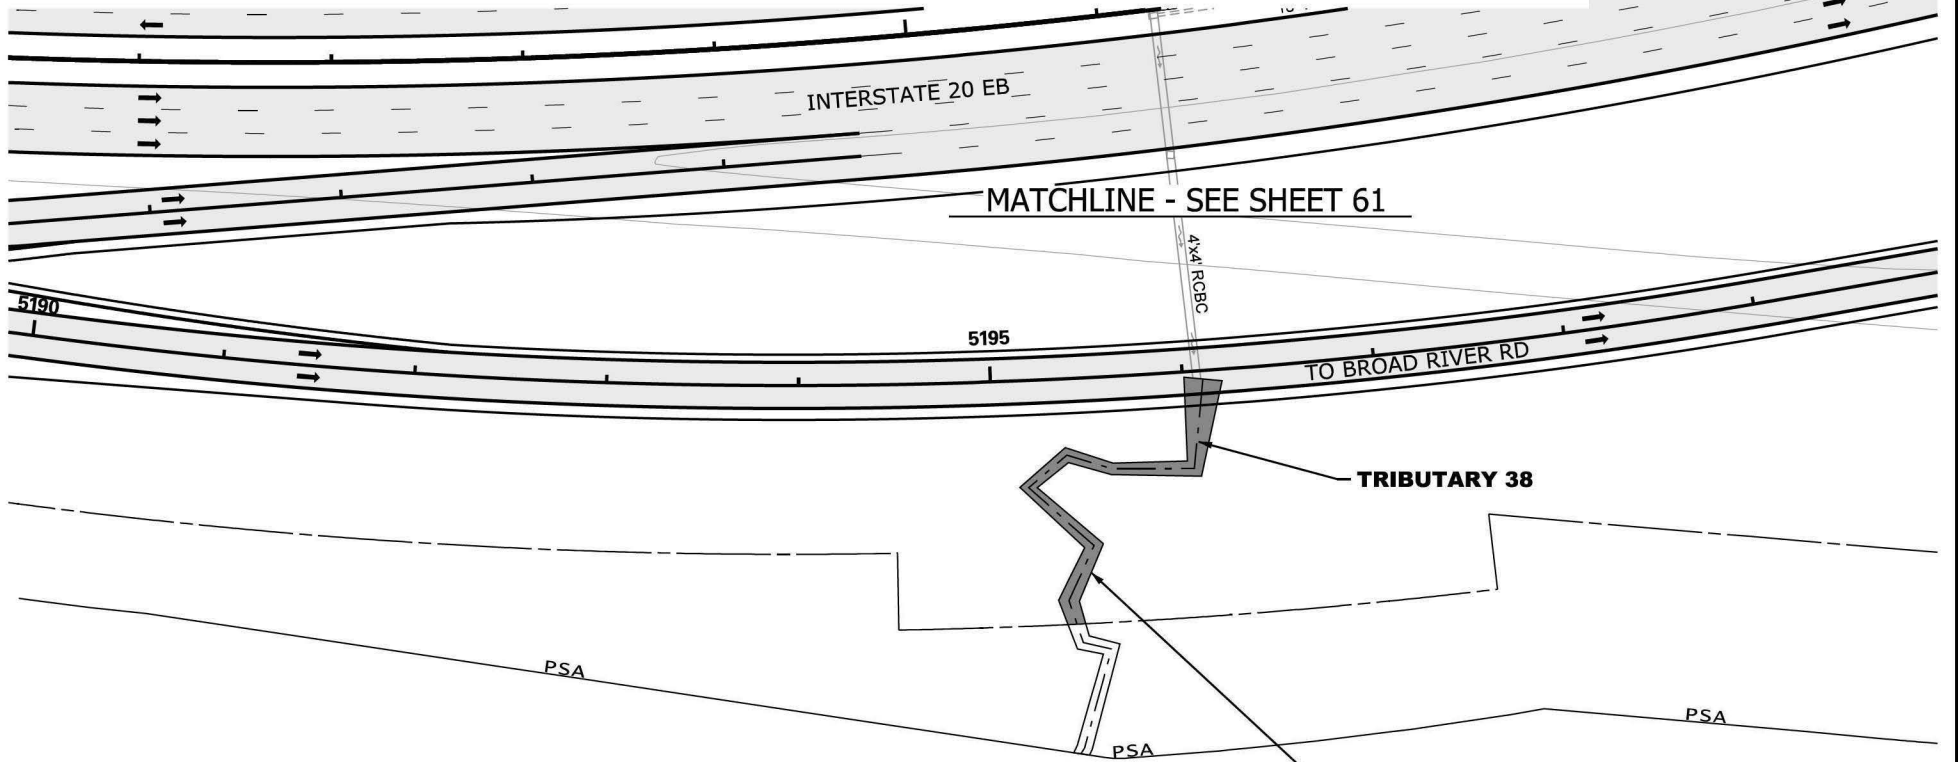 INTERSTATE 20 EB
MATCHLINE - SEE SHEET 61
4'x4' RCBC
5190
5195
TO BROAD RIVER RD
TRIBUTARY 38
PSA
PSA
PSA